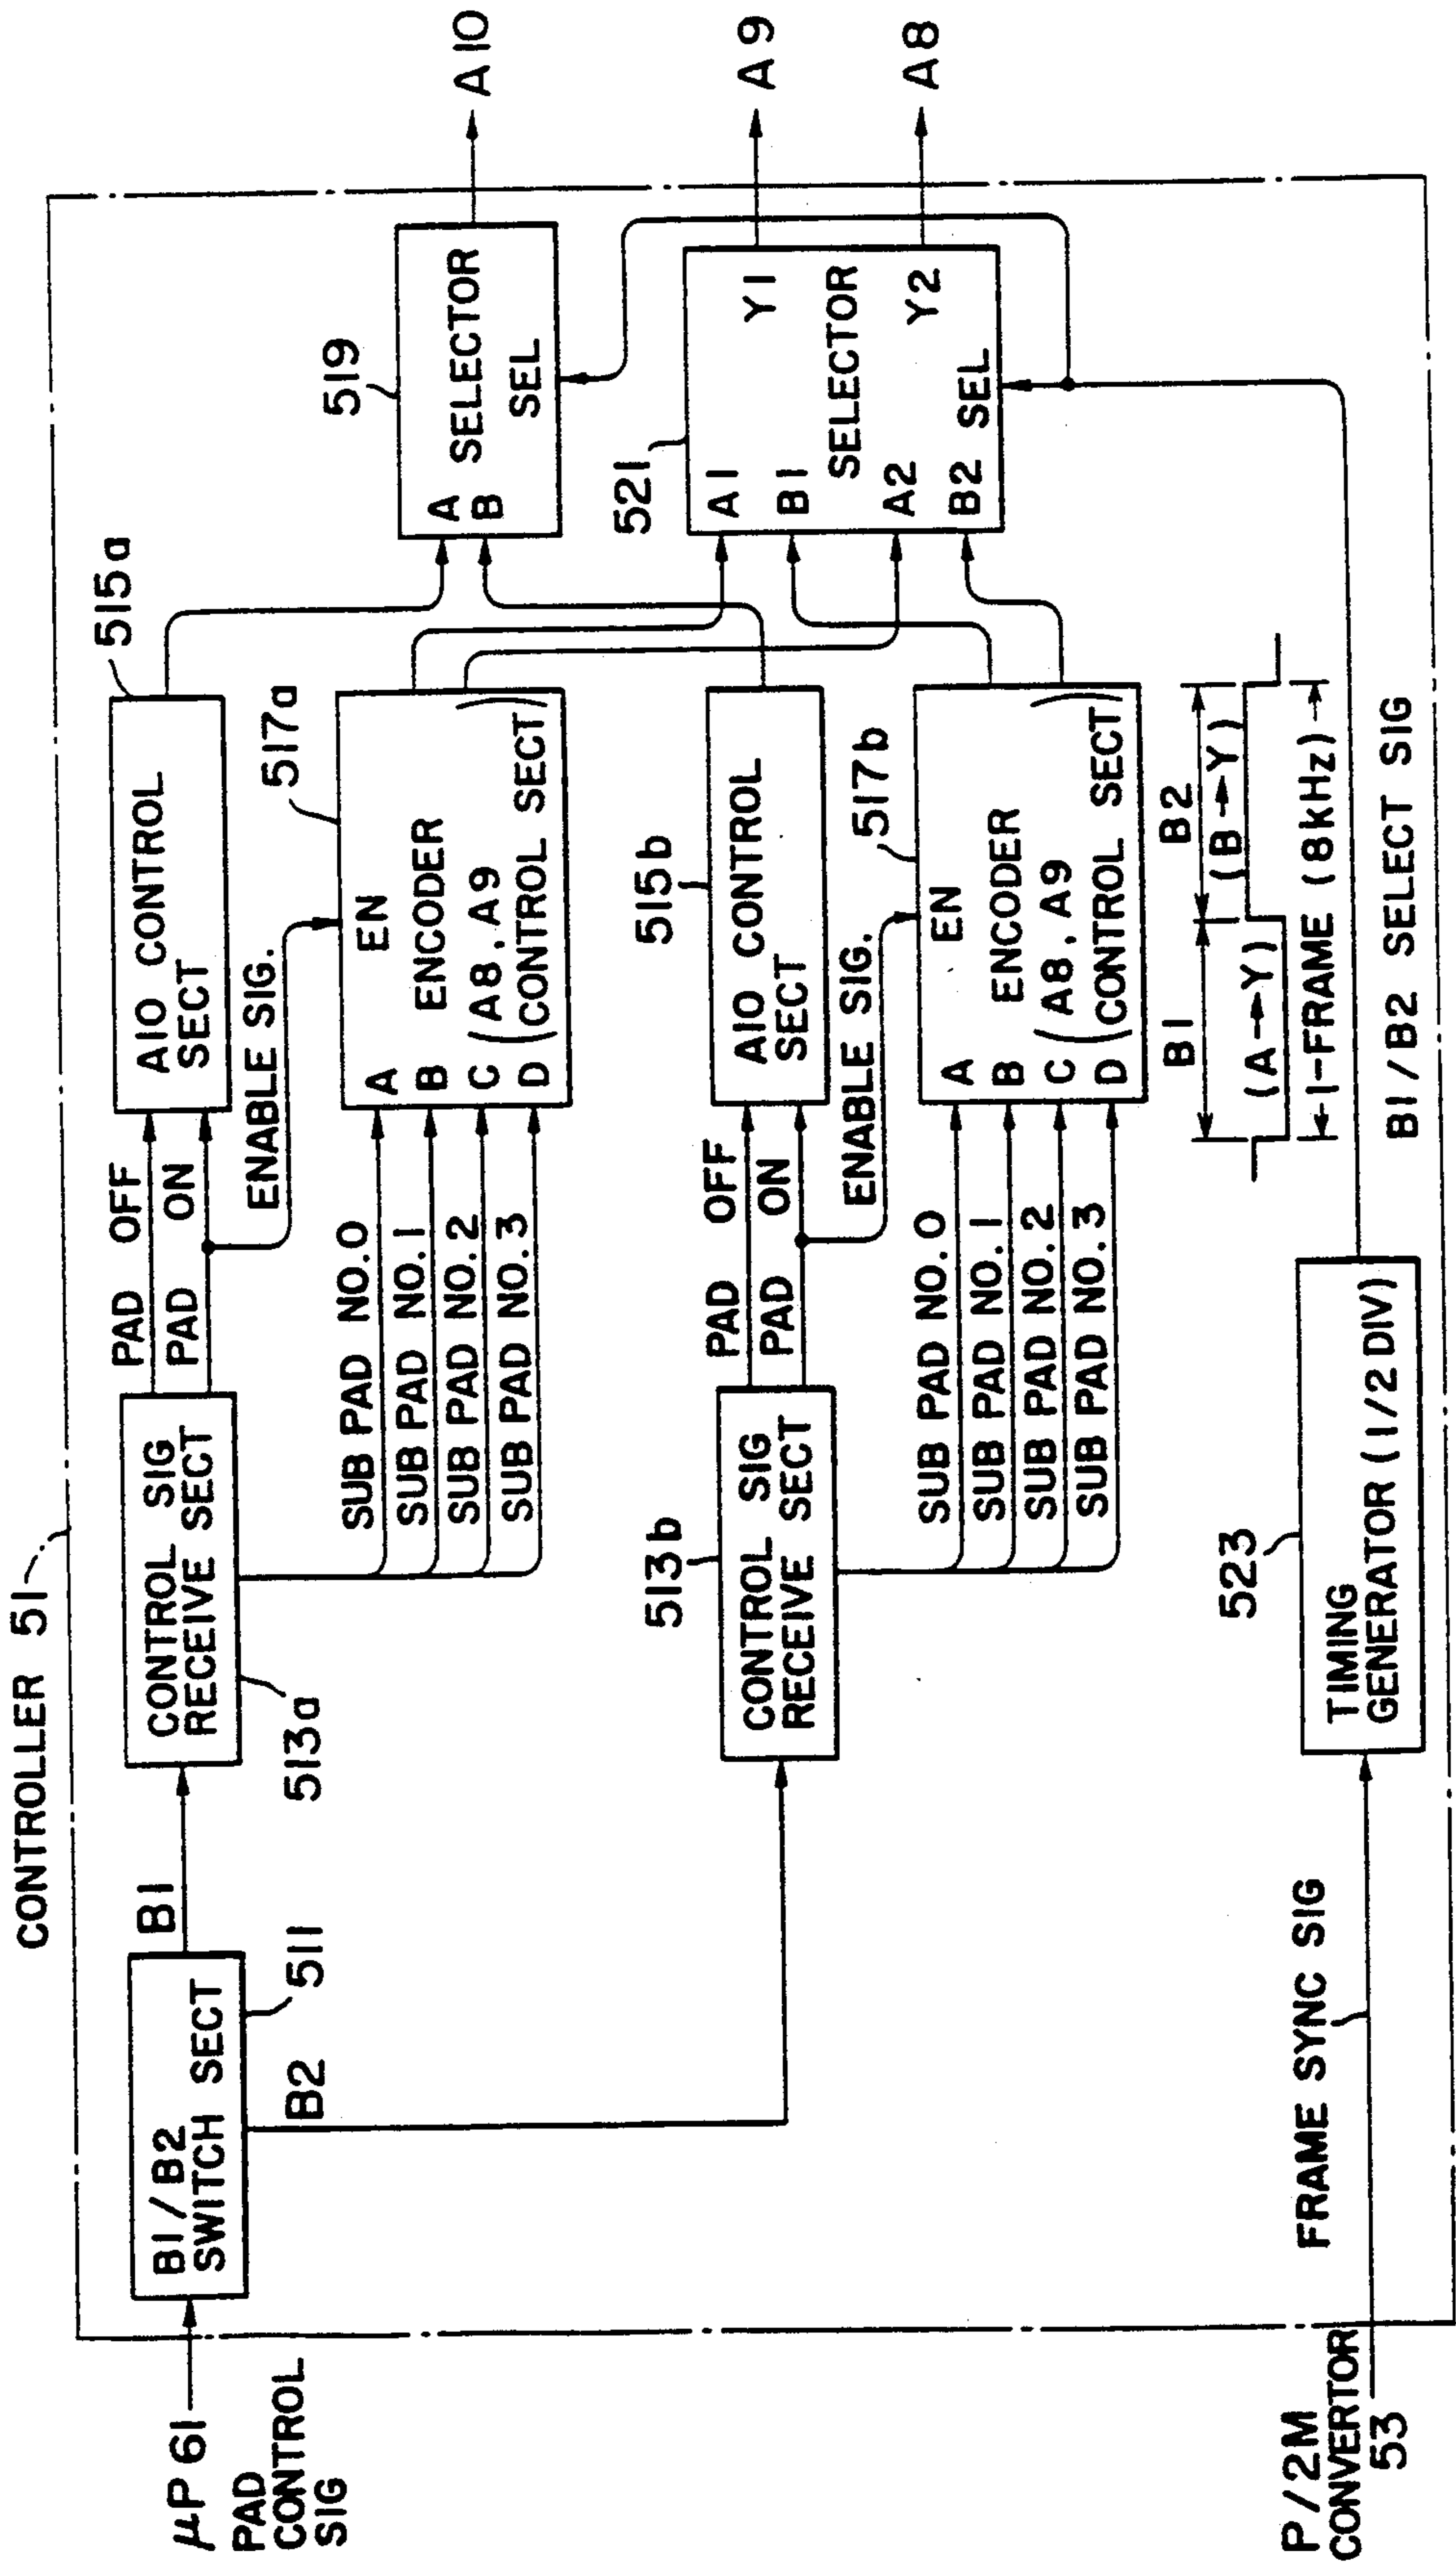 CONTROLLER 51
μP 61
PAD
CONTROL
SIG
B1/B2
SWITCH SECT
511
B1
B2
CONTROL SIG
RECEIVE SECT
513a
PAD OFF
PAD ON
ENABLE SIG.
A10 CONTROL
SECT
515a
SUB PAD NO.0
SUB PAD NO.1
SUB PAD NO.2
SUB PAD NO.3
517a
EN
A
B ENCODER
C (A8, A9
D (CONTROL SECT)
519
A
B
SELECTOR
SEL
A10
CONTROL SIG
RECEIVE SECT
513b
PAD OFF
PAD ON
ENABLE SIG.
A10 CONTROL
SECT
515b
SUB PAD NO.0
SUB PAD NO.1
SUB PAD NO.2
SUB PAD NO.3
517b
EN
A
B ENCODER
C (A8, A9
D (CONTROL SECT)
521
A1
B1
A2
B2
SELECTOR
SEL
Y1
Y2
A9
A8
B1 B2
(A→Y) (B→Y)
1-FRAME (8kHz)
B1/B2 SELECT SIG
P/2M
CONVERTOR
53
FRAME SYNC SIG
523
TIMING
GENERATOR (1/2 DIV)